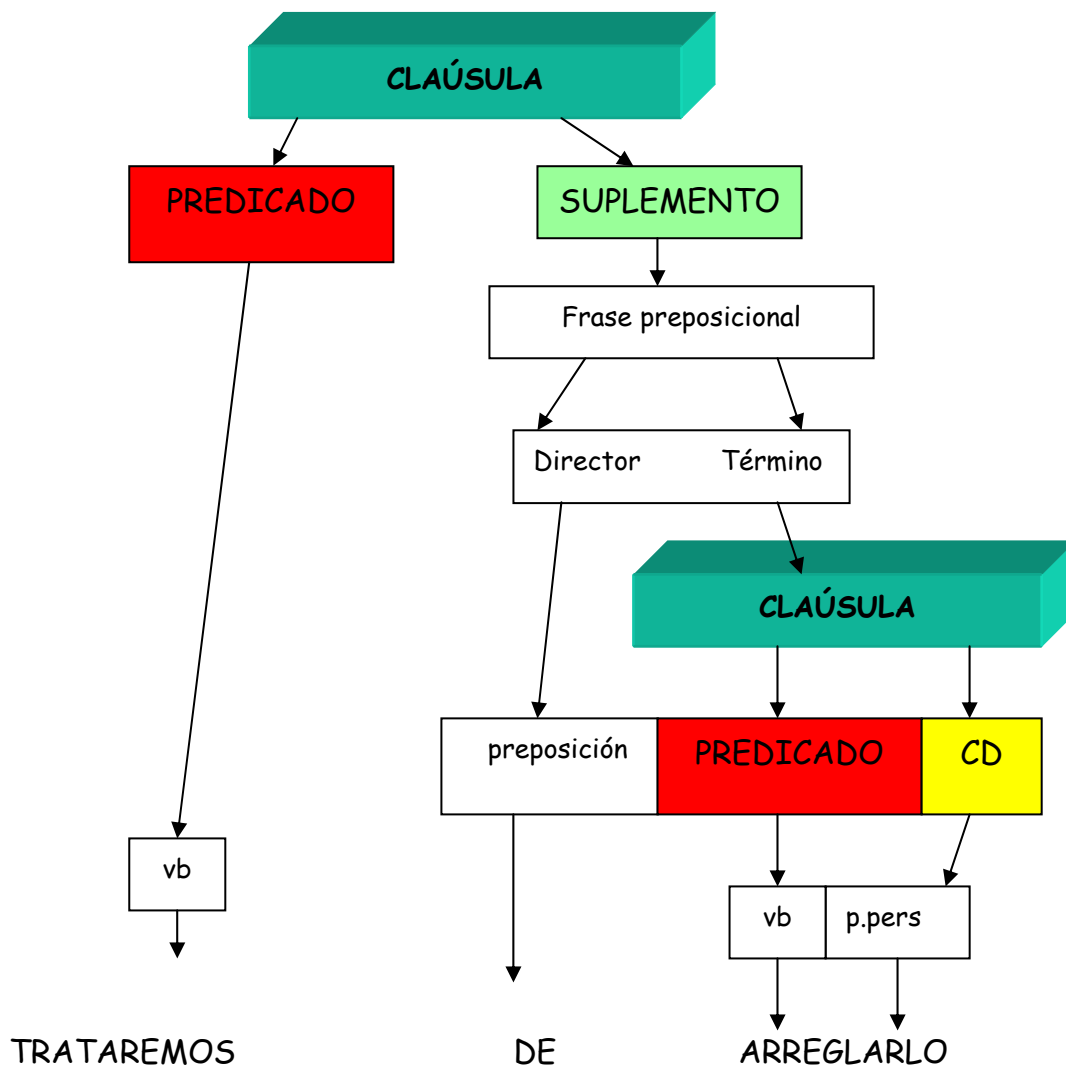 CLAÚSULA
PREDICADO SUPLEMENTO
Frase preposicional
Director Término
CLAÚSULA
preposición PREDICADO CD
vb
vb p.pers
TRATAREMOS DE ARREGLARLO